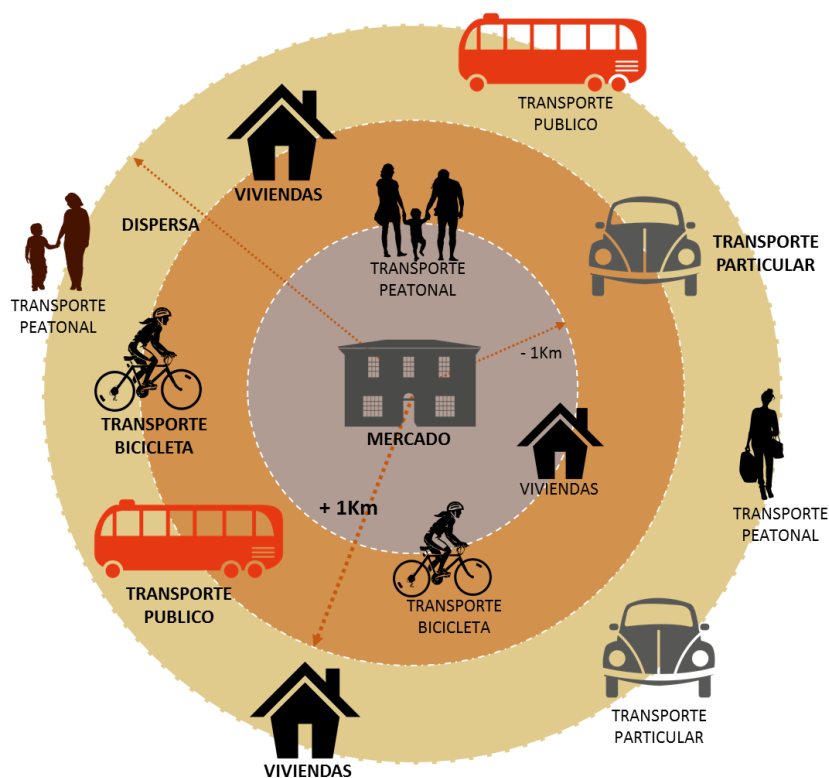 TRANSPORTE
PUBLICO
VIVIENDAS
DISPERSA
TRANSPORTE
PARTICULAR
TRANSPORTE
PEATONAL
TRANSPORTE
PEATONAL
- 1Km
TRANSPORTE
BICICLETA
MERCADO
VIVIENDAS
+ 1Km
TRANSPORTE
PEATONAL
TRANSPORTE
PUBLICO
TRANSPORTE
BICICLETA
TRANSPORTE
PARTICULAR
VIVIENDAS